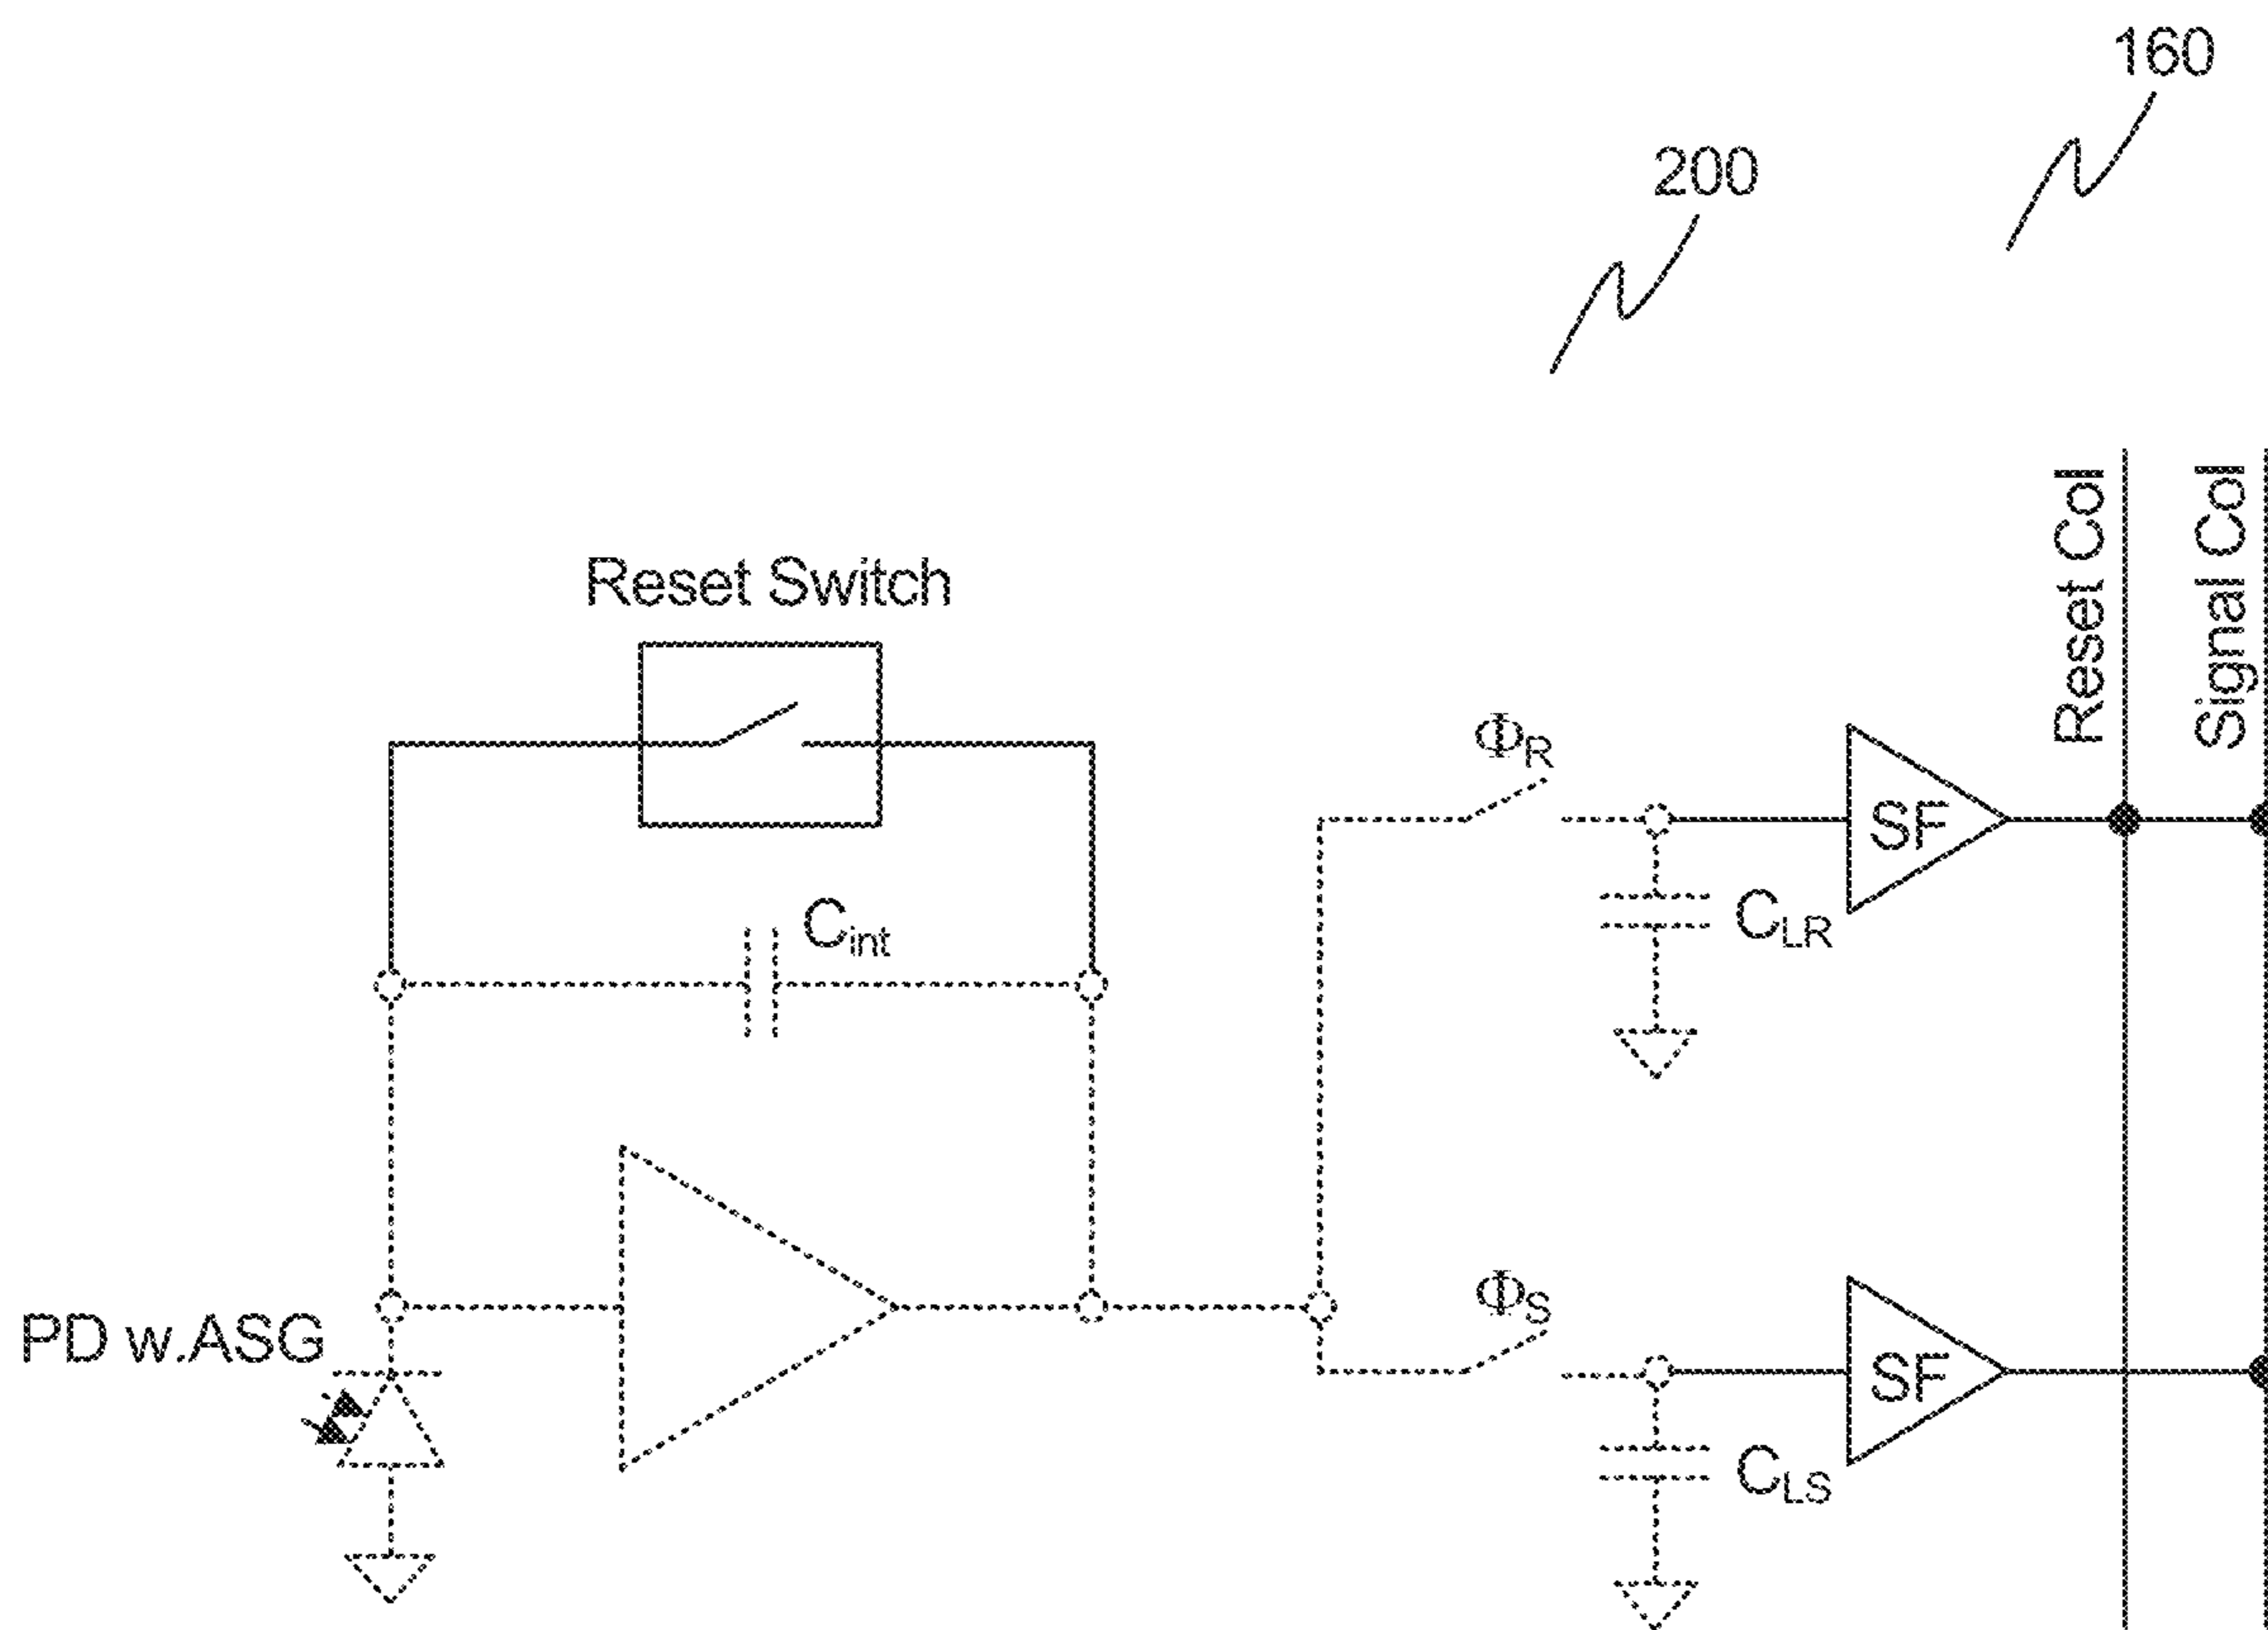 160
200
Reset Col
Signal Col
Reset Switch
ΦR
SF
Cint
CLR
ΦS
PD w.ASG
SF
CLS